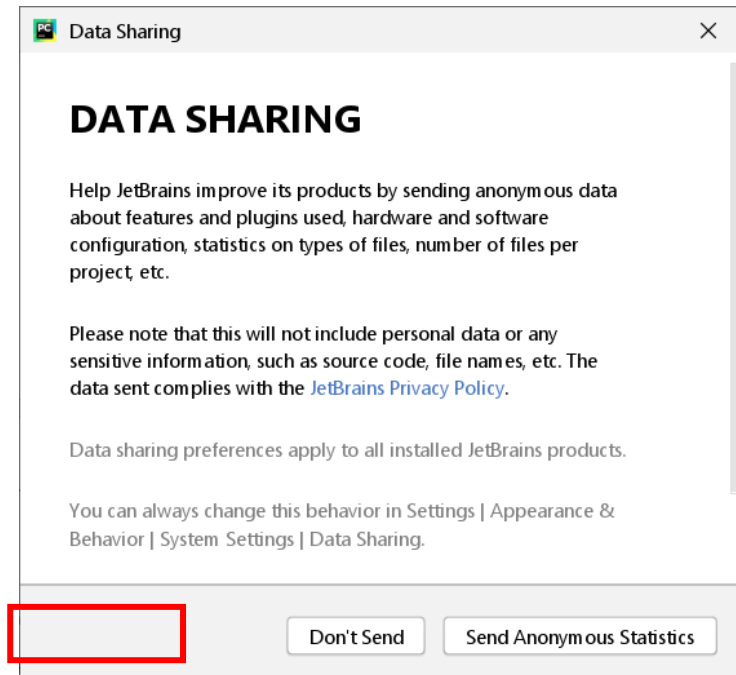 PC
Data Sharing
DATA SHARING
Help JetBrains improve its products by sending anonymous data
about features and plugins used, hardware and software
configuration, statistics on types of files, number of files per
project, etc.
Please note that this will not include personal data or any
sensitive information, such as source code, file names, etc. The
data sent complies with the JetBrains Privacy Policy.
Data sharing preferences apply to all installed JetBrains products.
You can always change this behavior in Settings | Appearance &
Behavior | System Settings | Data Sharing.
Don't Send
Send Anonymous Statistics